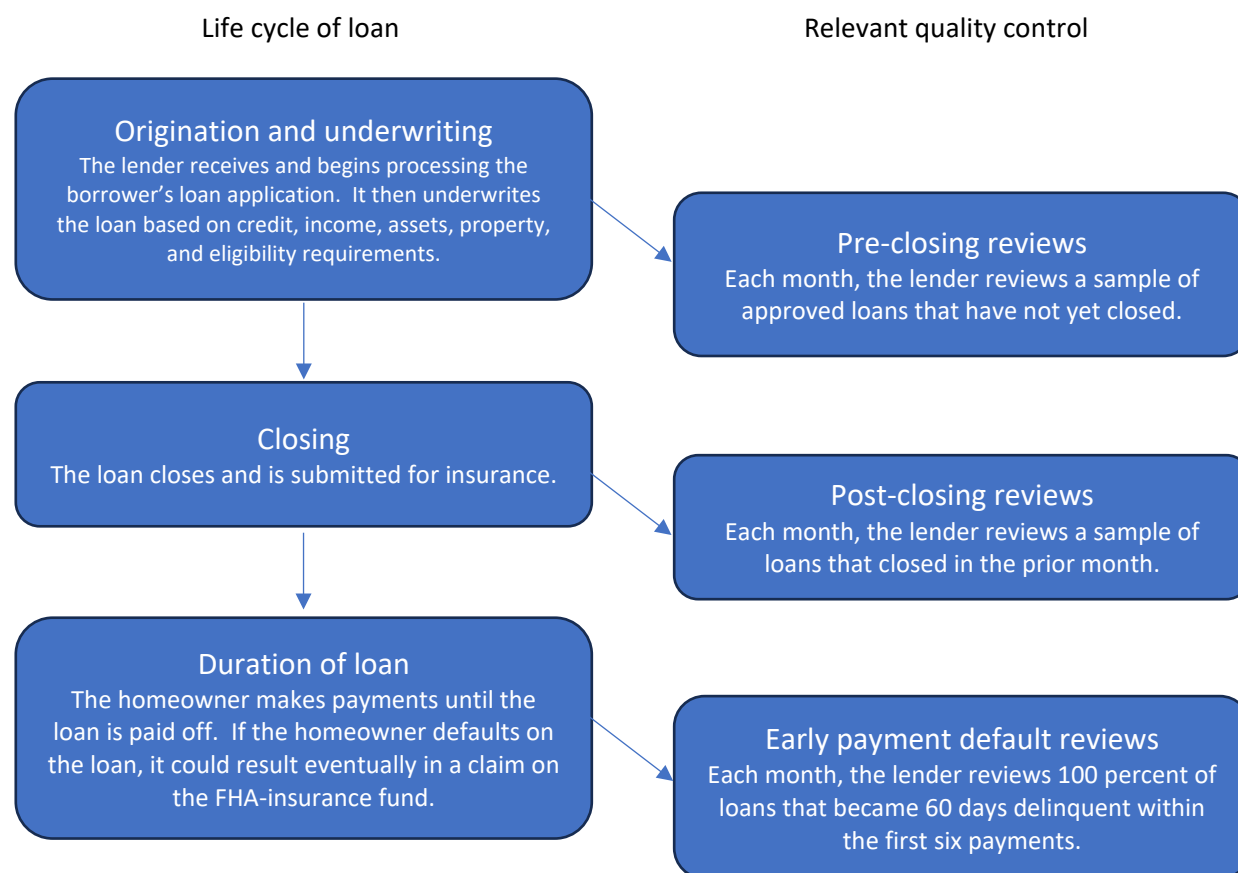 Life cycle of loan
Relevant quality control
Origination and underwriting
The lender receives and begins processing the
borrower's loan application.  It then underwrites
the loan based on credit, income, assets, property,
and eligibility requirements.
Pre-closing reviews
Each month, the lender reviews a sample of
approved loans that have not yet closed.
Closing
The loan closes and is submitted for insurance.
Post-closing reviews
Each month, the lender reviews a sample of
loans that closed in the prior month.
Duration of loan
The homeowner makes payments until the
loan is paid off.  If the homeowner defaults on
the loan, it could result eventually in a claim on
the FHA-insurance fund.
Early payment default reviews
Each month, the lender reviews 100 percent of
loans that became 60 days delinquent within
the first six payments.